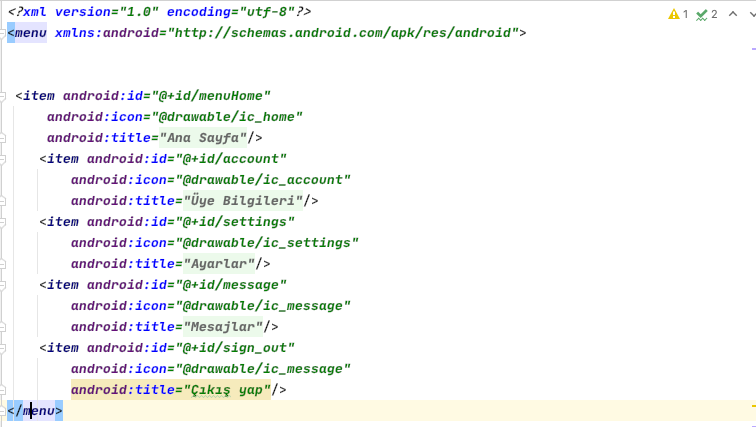 <?xml version="1.0" encoding="utf-8"?>
1 2
<menu xmlns:android="http://schemas.android.com/apk/res/android">
<item android:id="@+id/menuHome"
android:icon="@drawable/ic_home"
android:title="Ana Sayfa"/>
<item android:id="@+id/account"
android:icon="@drawable/ic_account"
android:title="Üye Bilgileri"/>
<item android:id="@+id/settings"
android:icon="@drawable/ic_settings"
android:title="Ayarlar"/>
<item android:id="@+id/message"
android:icon="@drawable/ic_message"
android:title="Mesajlar"/>
<item android:id="@+id/sign_out"
android:icon="@drawable/ic_message"
android:title="Çıkış yap"/>
</menu>